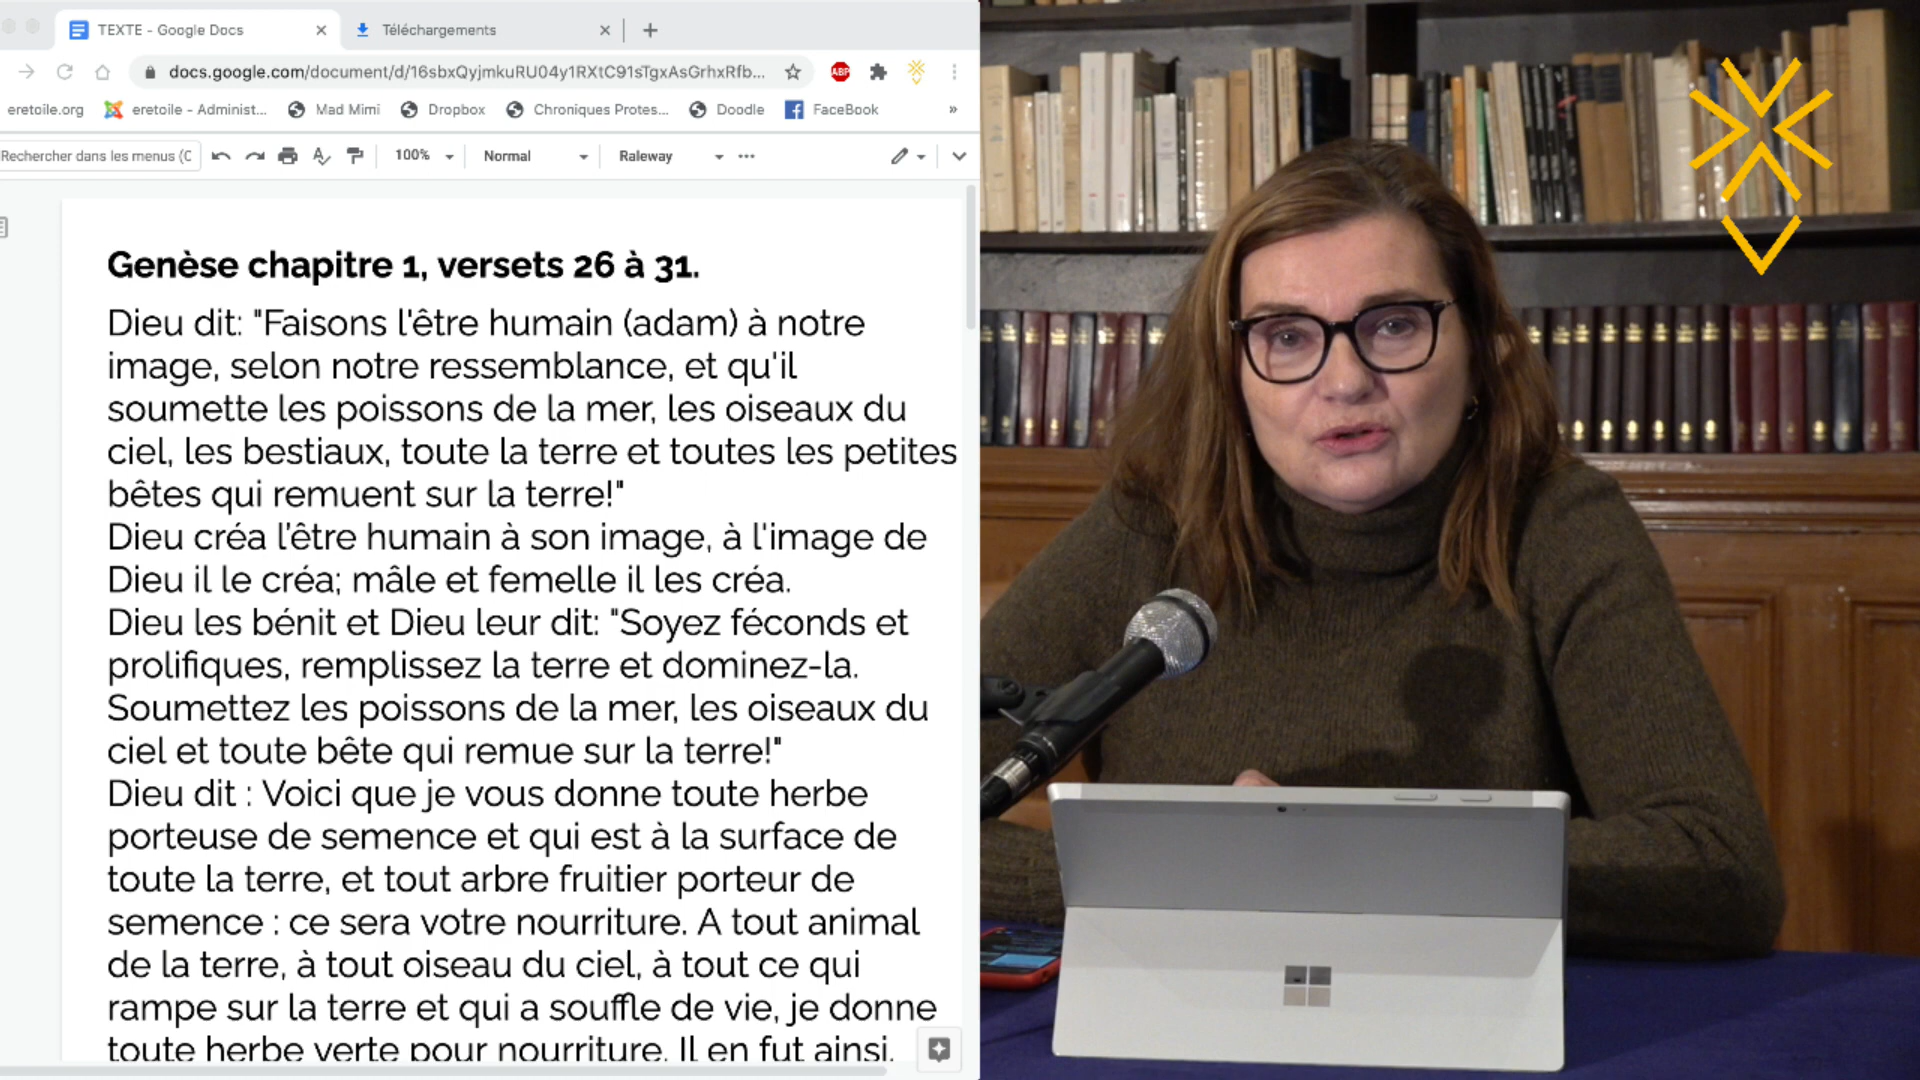 TEXTE - Google Docs
Téléchargements
docs.google.com/document/d/16sbxQyjmkuRU04y1RXtC91sTgxAsGrhxRfb...
ABP
eretoile.org
eretoile - Administ...
Mad Mimi
Dropbox
Chroniques Protes...
Doodle
FaceBook
»
Rechercher dans les menus (C
100%
Normal
Raleway
Genèse chapitre 1, versets 26 à 31.
Dieu dit: "Faisons l'être humain (adam) à notre
image, selon notre ressemblance, et qu'il
soumette les poissons de la mer, les oiseaux du
ciel, les bestiaux, toute la terre et toutes les petites
bêtes qui remuent sur la terre!"
Dieu créa l'être humain à son image, à l'image de
Dieu il le créa; mâle et femelle il les créa.
Dieu les bénit et Dieu leur dit: "Soyez féconds et
prolifiques, remplissez la terre et dominez-la.
Soumettez les poissons de la mer, les oiseaux du
ciel et toute bête qui remue sur la terre!"
Dieu dit : Voici que je vous donne toute herbe
porteuse de semence et qui est à la surface de
toute la terre, et tout arbre fruitier porteur de
semence : ce sera votre nourriture. A tout animal
de la terre, à tout oiseau du ciel, à tout ce qui
rampe sur la terre et qui a souffle de vie, je donne
toute herbe verte pour nourriture. Il en fut ainsi.